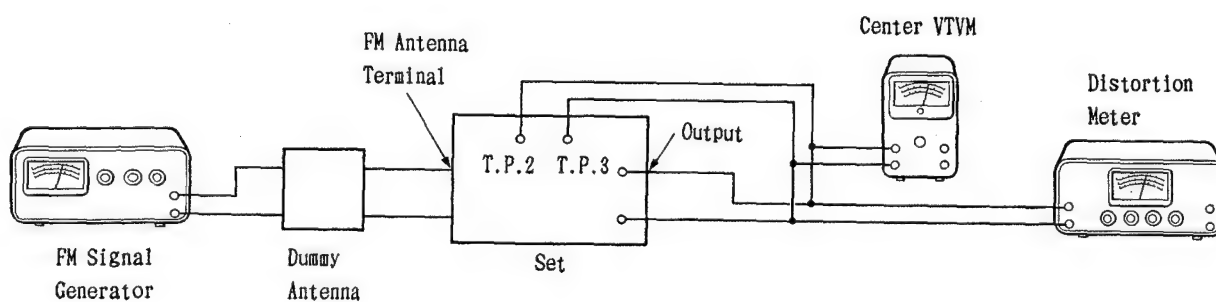 Center VTVM
FM Antenna
Terminal
Distortion
Meter
Output
T.P.2 T.P.3
FM Signal
Generator
Dummy
Antenna
Set